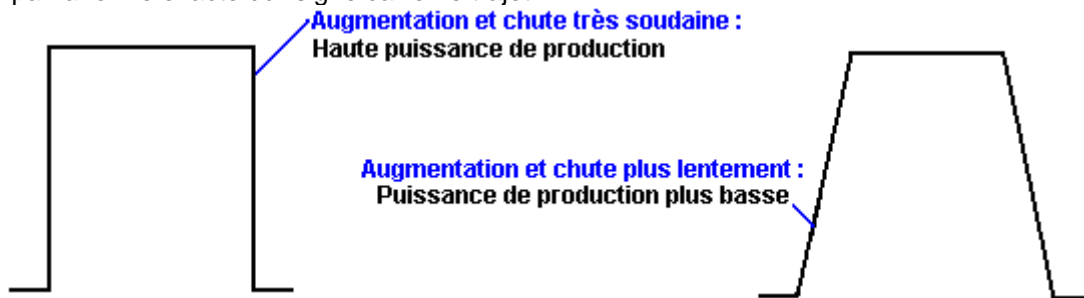 Augmentation et chute très soudaine :
Haute puissance de production
Augmentation et chute plus lentement :
Puissance de production plus basse